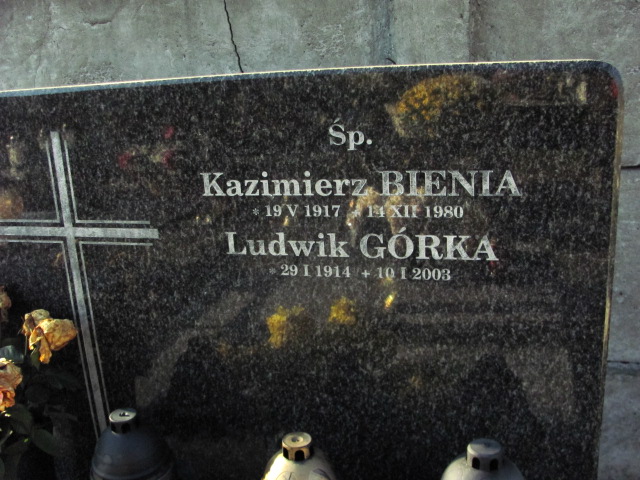 Śp.
Kazimierz BIENIA
* 19 V 1917 + 14 XII 1980
Ludwik GÓRKA
* 29 I 1914 + 10 I 2003